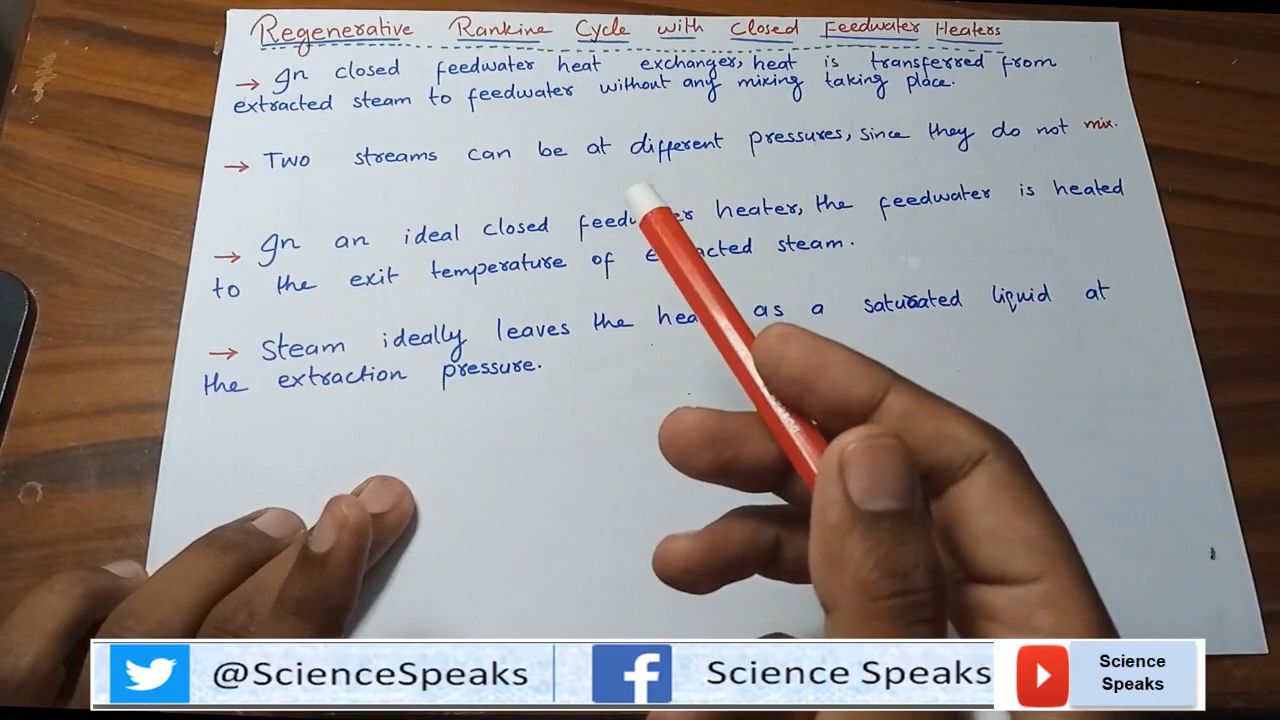 Regenerative Rankine Cycle with Closed Feedwater Heaters
→ In closed feedwater heat exchanger, heat is transferred from
extracted steam to feedwater without any mixing taking place.
→ Two streams can be at different pressures, since they do not mix.
→ In an ideal closed heater, the feedwater is heated
to the exit temperature of steam.
→ Steam ideally leaves the as a saturated liquid at
the extraction pressure.
@ScienceSpeaks
Science Speaks
Science
Speaks